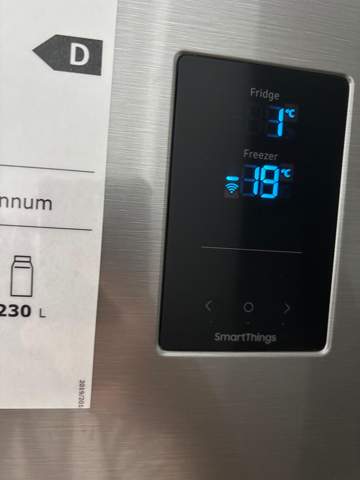 D
nnum
230 L
Fridge
1°C
Freezer
-19°C
SmartThings